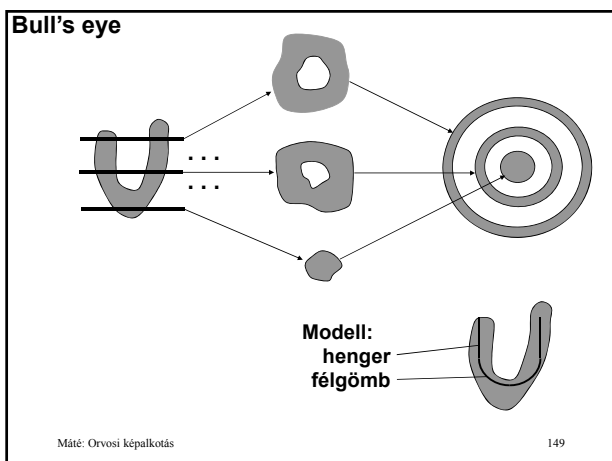 Bull's eye
. . .
. . .
Modell:
henger
félgömb
Máté: Orvosi képalkotás
149